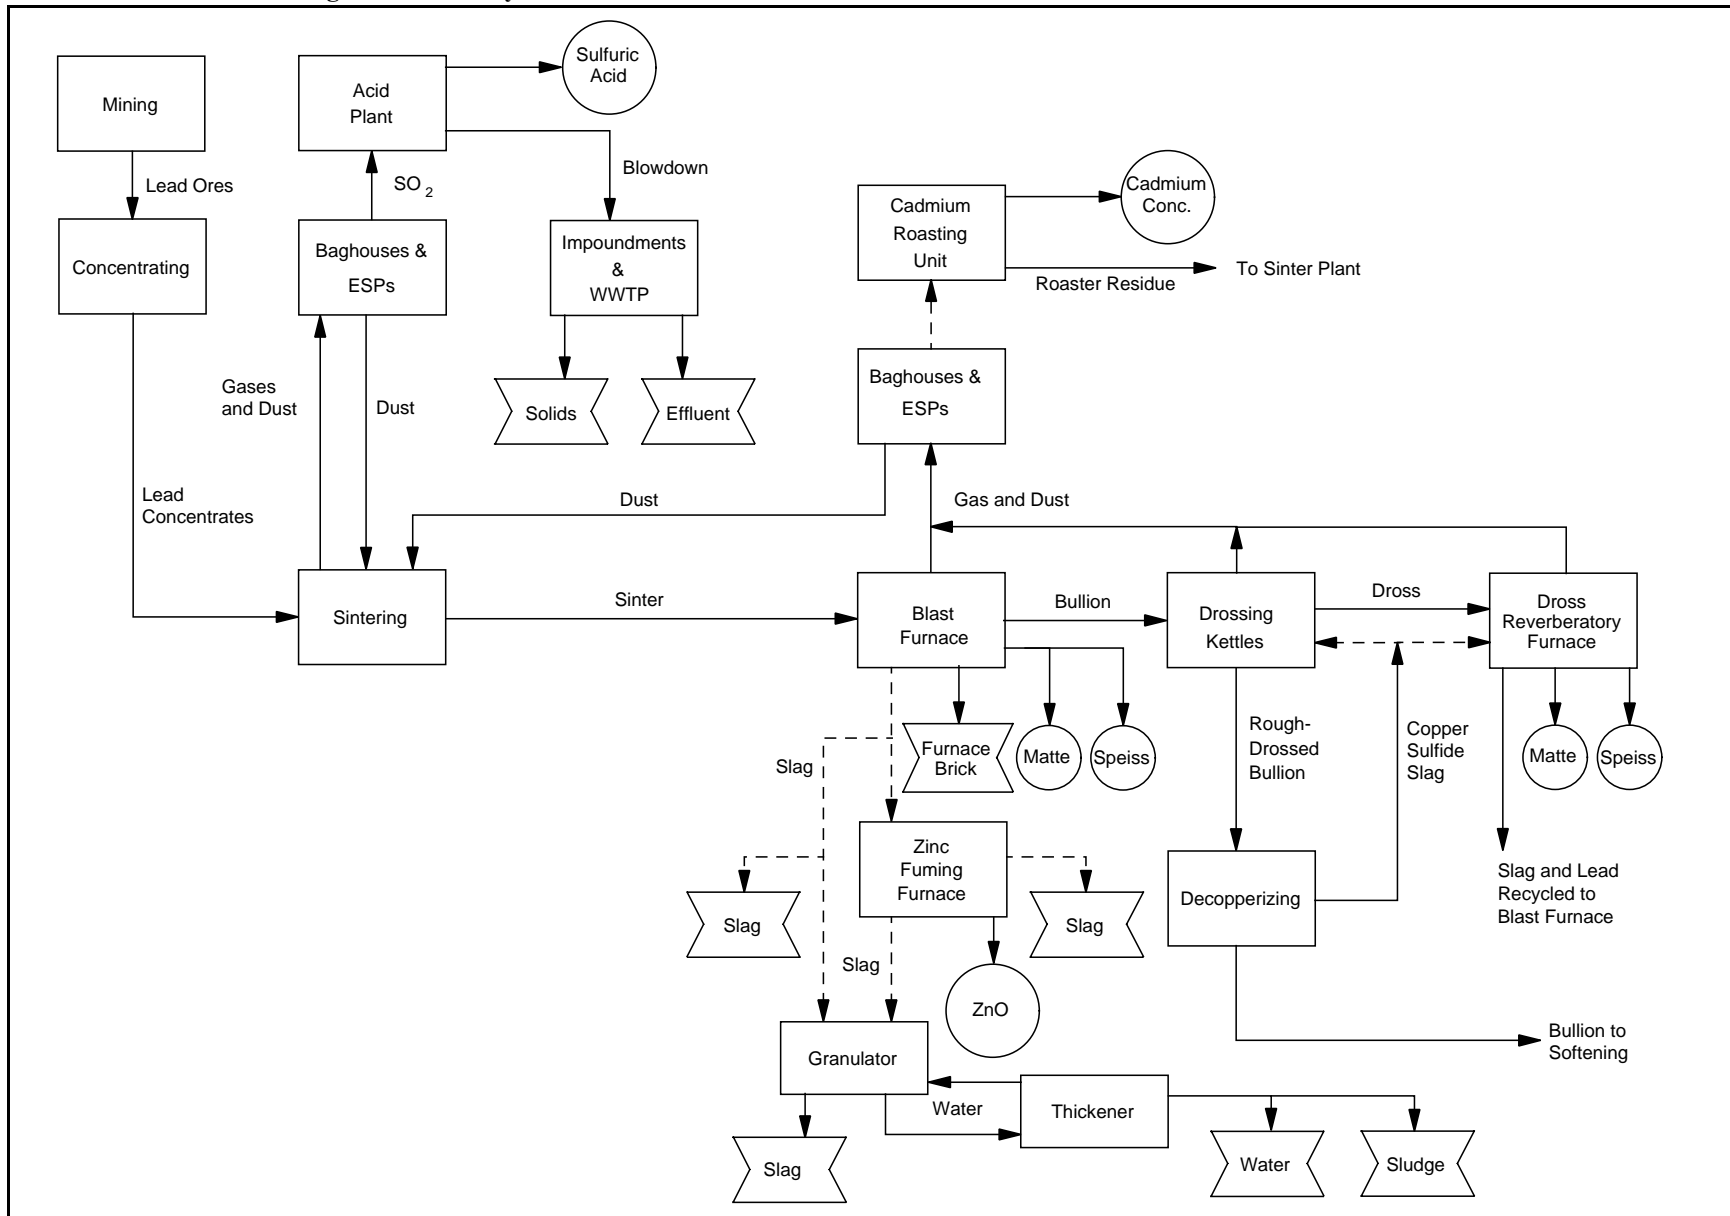 Mining
Lead Ores
Concentrating
Lead
Concentrates
Acid
Plant
Sulfuric
Acid
SO2
Blowdown
Baghouses &
ESPs
Impoundments
&
WWTP
Gases
and Dust
Dust
Solids
Effluent
Cadmium
Roasting
Unit
Cadmium
Conc.
Roaster Residue
To Sinter Plant
Baghouses &
ESPs
Dust
Gas and Dust
Sintering
Sinter
Blast
Furnace
Bullion
Drossing
Kettles
Dross
Dross
Reverberatory
Furnace
Slag
Furnace
Brick
Matte
Speiss
Rough-
Drossed
Bullion
Copper
Sulfide
Slag
Matte
Speiss
Zinc
Fuming
Furnace
Slag
Slag
Decopperizing
Slag and Lead
Recycled to
Blast Furnace
Slag
ZnO
Granulator
Bullion to
Softening
Water
Thickener
Slag
Water
Sludge